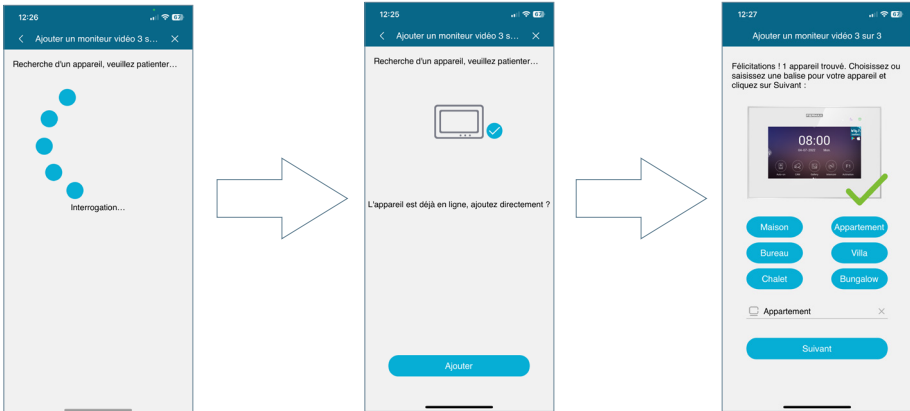 12:26
Ajouter un moniteur vidéo 3 s...
Recherche d'un appareil, veuillez patienter...
Interrogation...
12:25
Ajouter un moniteur vidéo 3 s...
Recherche d'un appareil, veuillez patienter...
L'appareil est déjà en ligne, ajoutez directement ?
Ajouter
12:27
Ajouter un moniteur vidéo 3 sur 3
Félicitations ! 1 appareil trouvé. Choisissez ou
saisissez une balise pour votre appareil et
cliquez sur Suivant :
08:00
Maison
Appartement
Bureau
Villa
Chalet
Bungalow
Appartement
Suivant